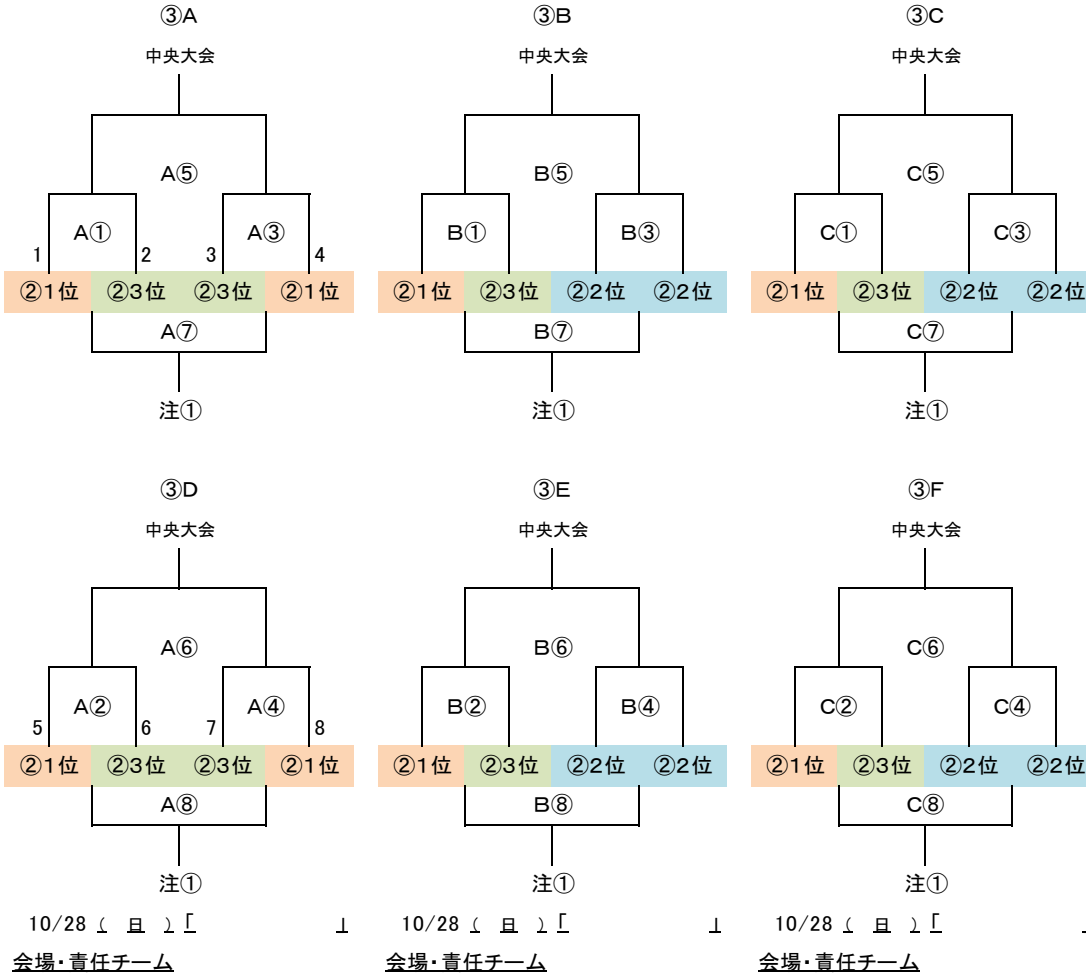 ③A ③B ③C
中央大会 中央大会 中央大会
A⑤ B⑤ C⑤
A① A③ B① B③ C① C③
1 2 3 4
②1位 ②3位 ②3位 ②1位 ②1位 ②3位 ②2位 ②2位 ②1位 ②3位 ②2位 ②2位
A⑦ B⑦ C⑦
注① 注① 注①
③D ③E ③F
中央大会 中央大会 中央大会
A⑥ B⑥ C⑥
A② A④ B② B④ C② C④
5 6 7 8
②1位 ②3位 ②3位 ②1位 ②1位 ②3位 ②2位 ②2位 ②1位 ②3位 ②2位 ②2位
A⑧ B⑧ C⑧
注① 注① 注①
10/28 ( 日 )「 」 10/28 ( 日 )「 」 10/28 ( 日 )「
会場・責任チーム 会場・責任チーム 会場・責任チーム